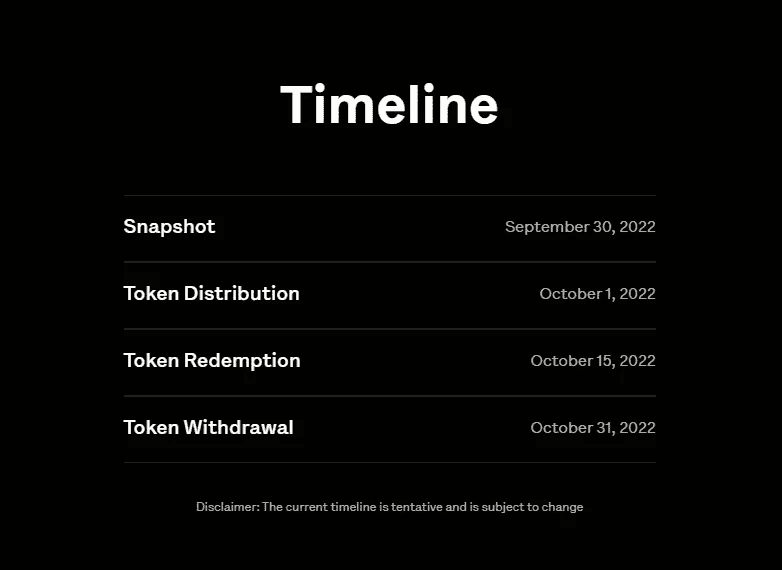 Timeline
Snapshot September 30, 2022
Token Distribution October 1, 2022
Token Redemption October 15, 2022
Token Withdrawal October 31, 2022
Disclaimer: The current timeline is tentative and is subject to change